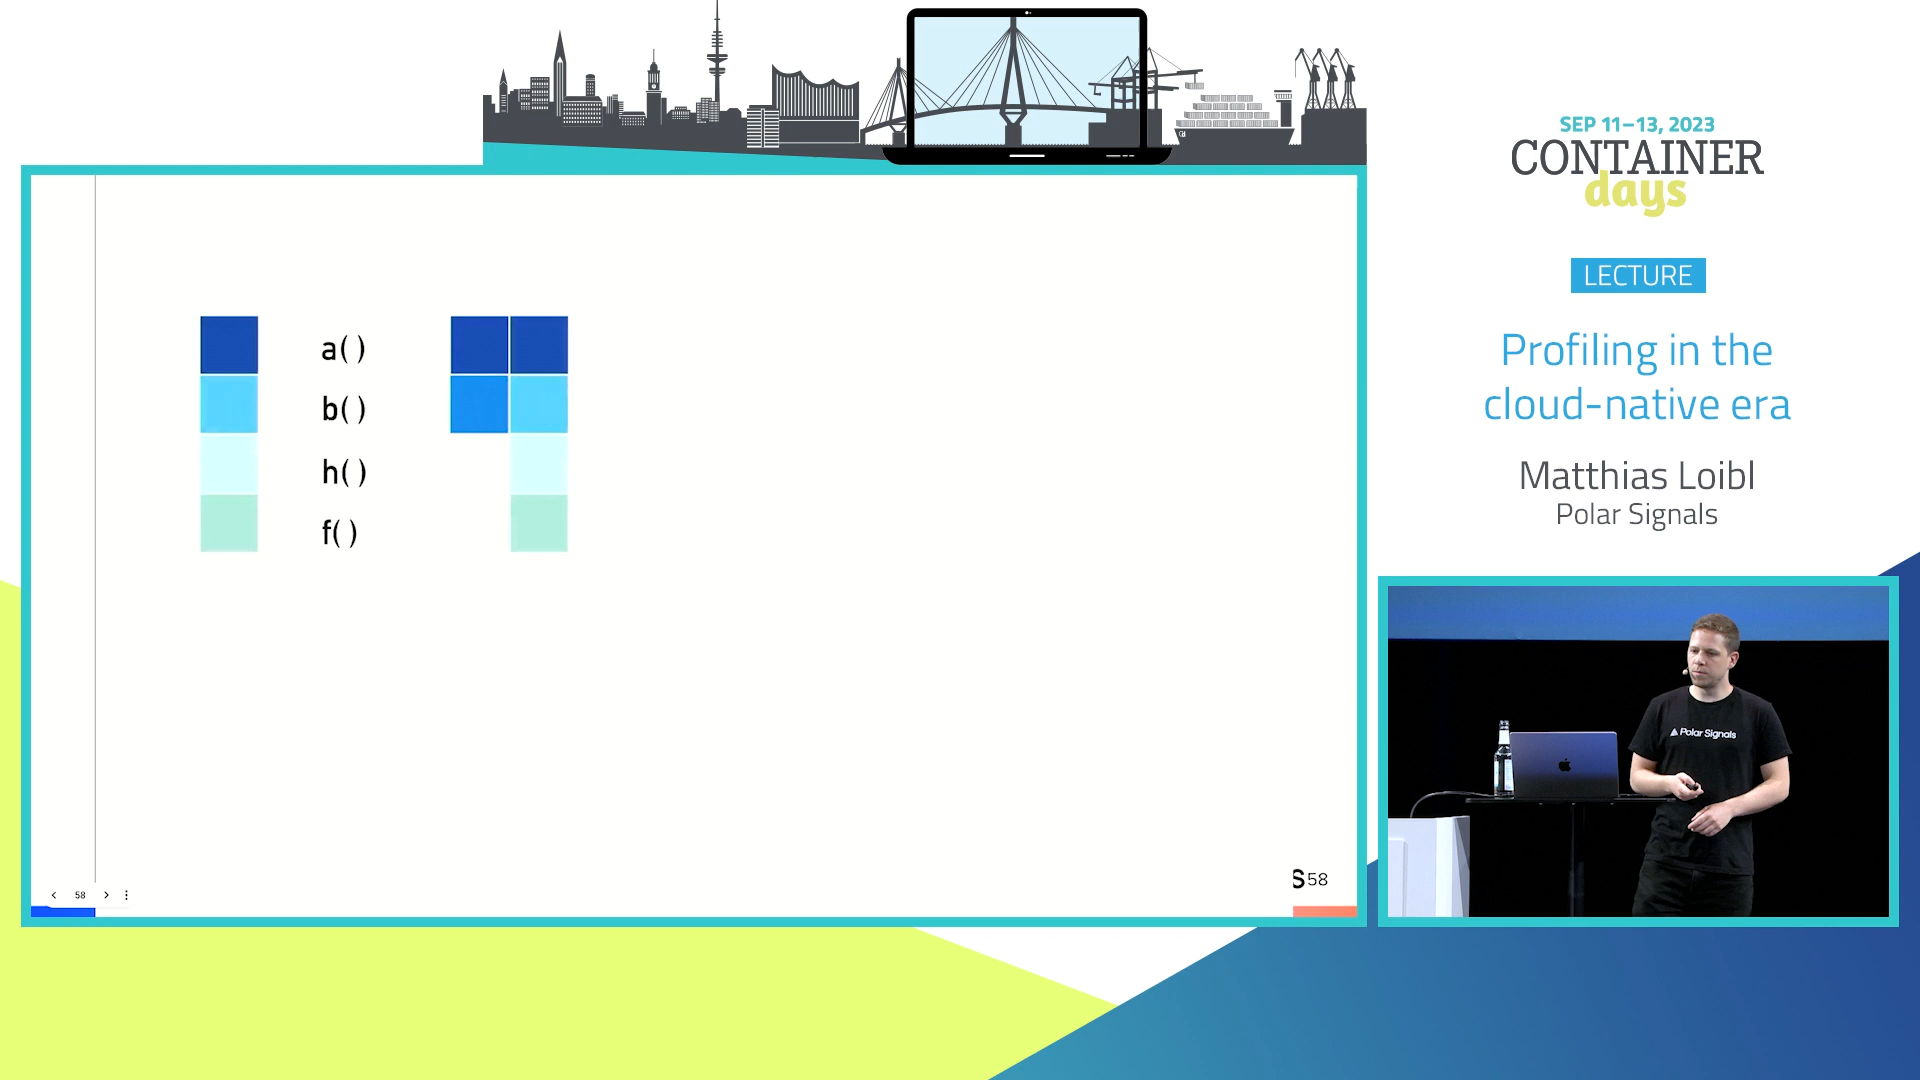 SEP 11–13, 2023
CONTAINER
days
LECTURE
Profiling in the
cloud-native era
Matthias Loibl
Polar Signals
a( )
b( )
h( )
f( )
58
S 58
Polar Signals